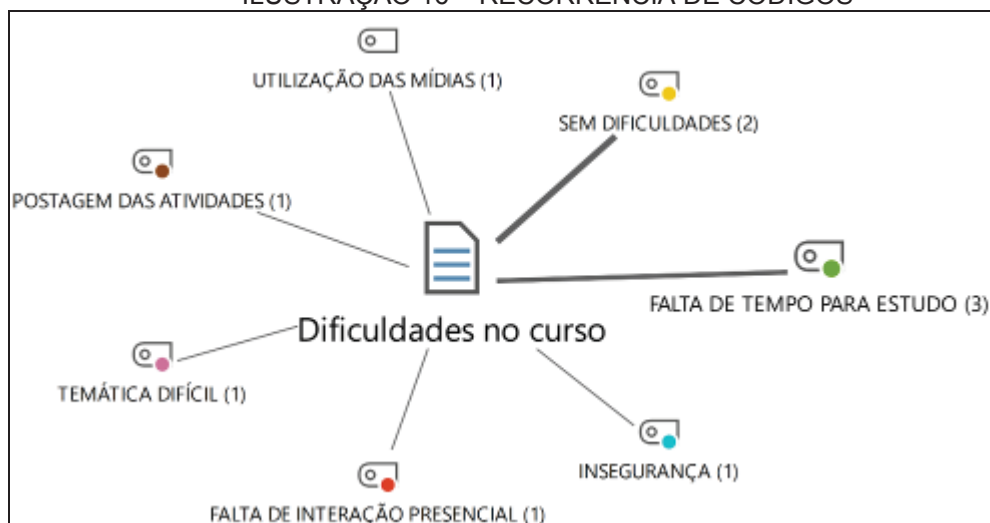 UTILIZAÇÃO DAS MÍDIAS (1)
SEM DIFICULDADES (2)
POSTAGEM DAS ATIVIDADES (1)
FALTA DE TEMPO PARA ESTUDO (3)
Dificuldades no curso
TEMÁTICA DIFÍCIL (1)
INSEGURANÇA (1)
FALTA DE INTERAÇÃO PRESENCIAL (1)